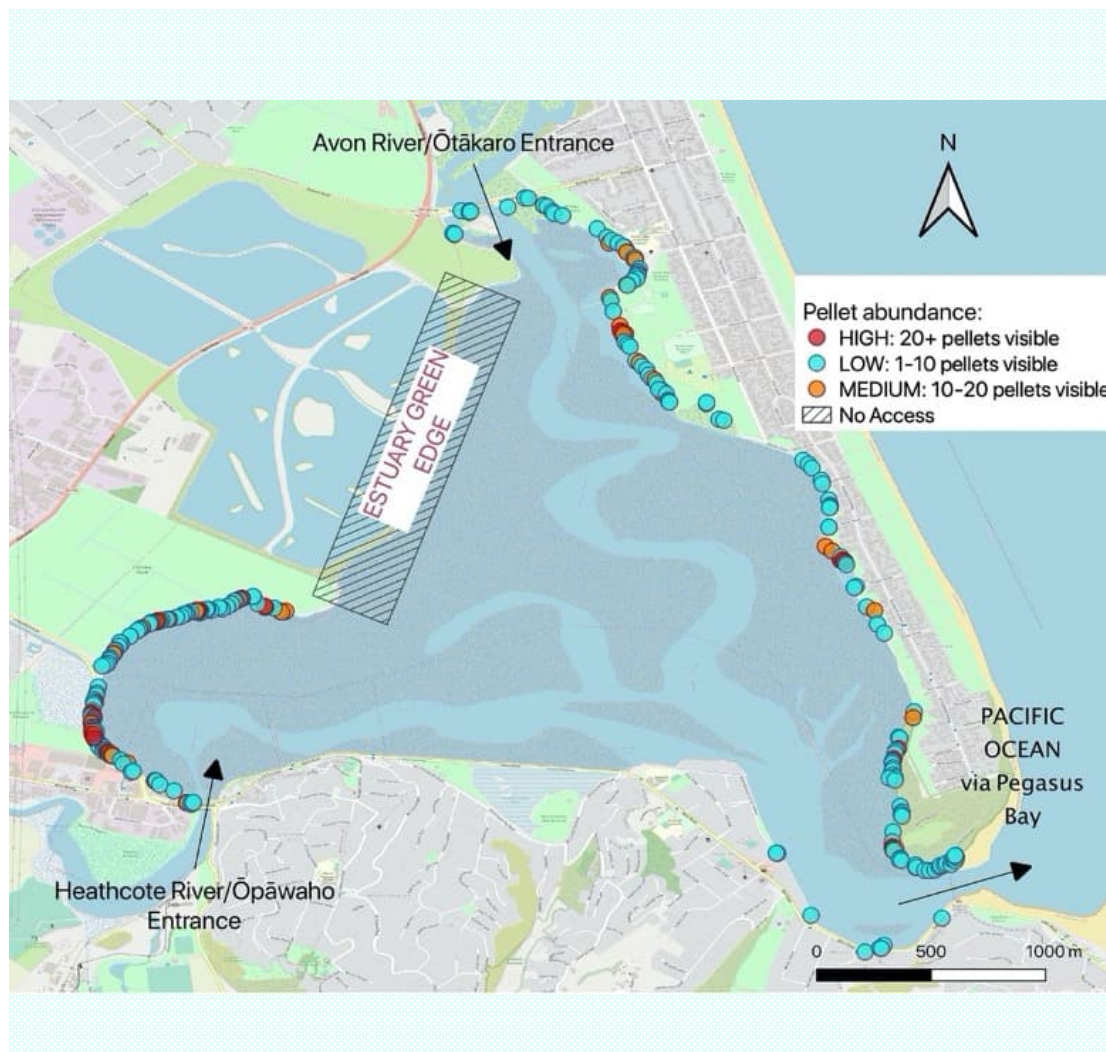 Avon River/Ōtākaro Entrance
N
Pellet abundance:
HIGH: 20+ pellets visible
LOW: 1-10 pellets visible
MEDIUM: 10-20 pellets visible
No Access
ESTUARY GREEN
EDGE
PACIFIC
OCEAN
via Pegasus
Bay
Heathcote River/Ōpāwaho
Entrance
0 500 1000 m